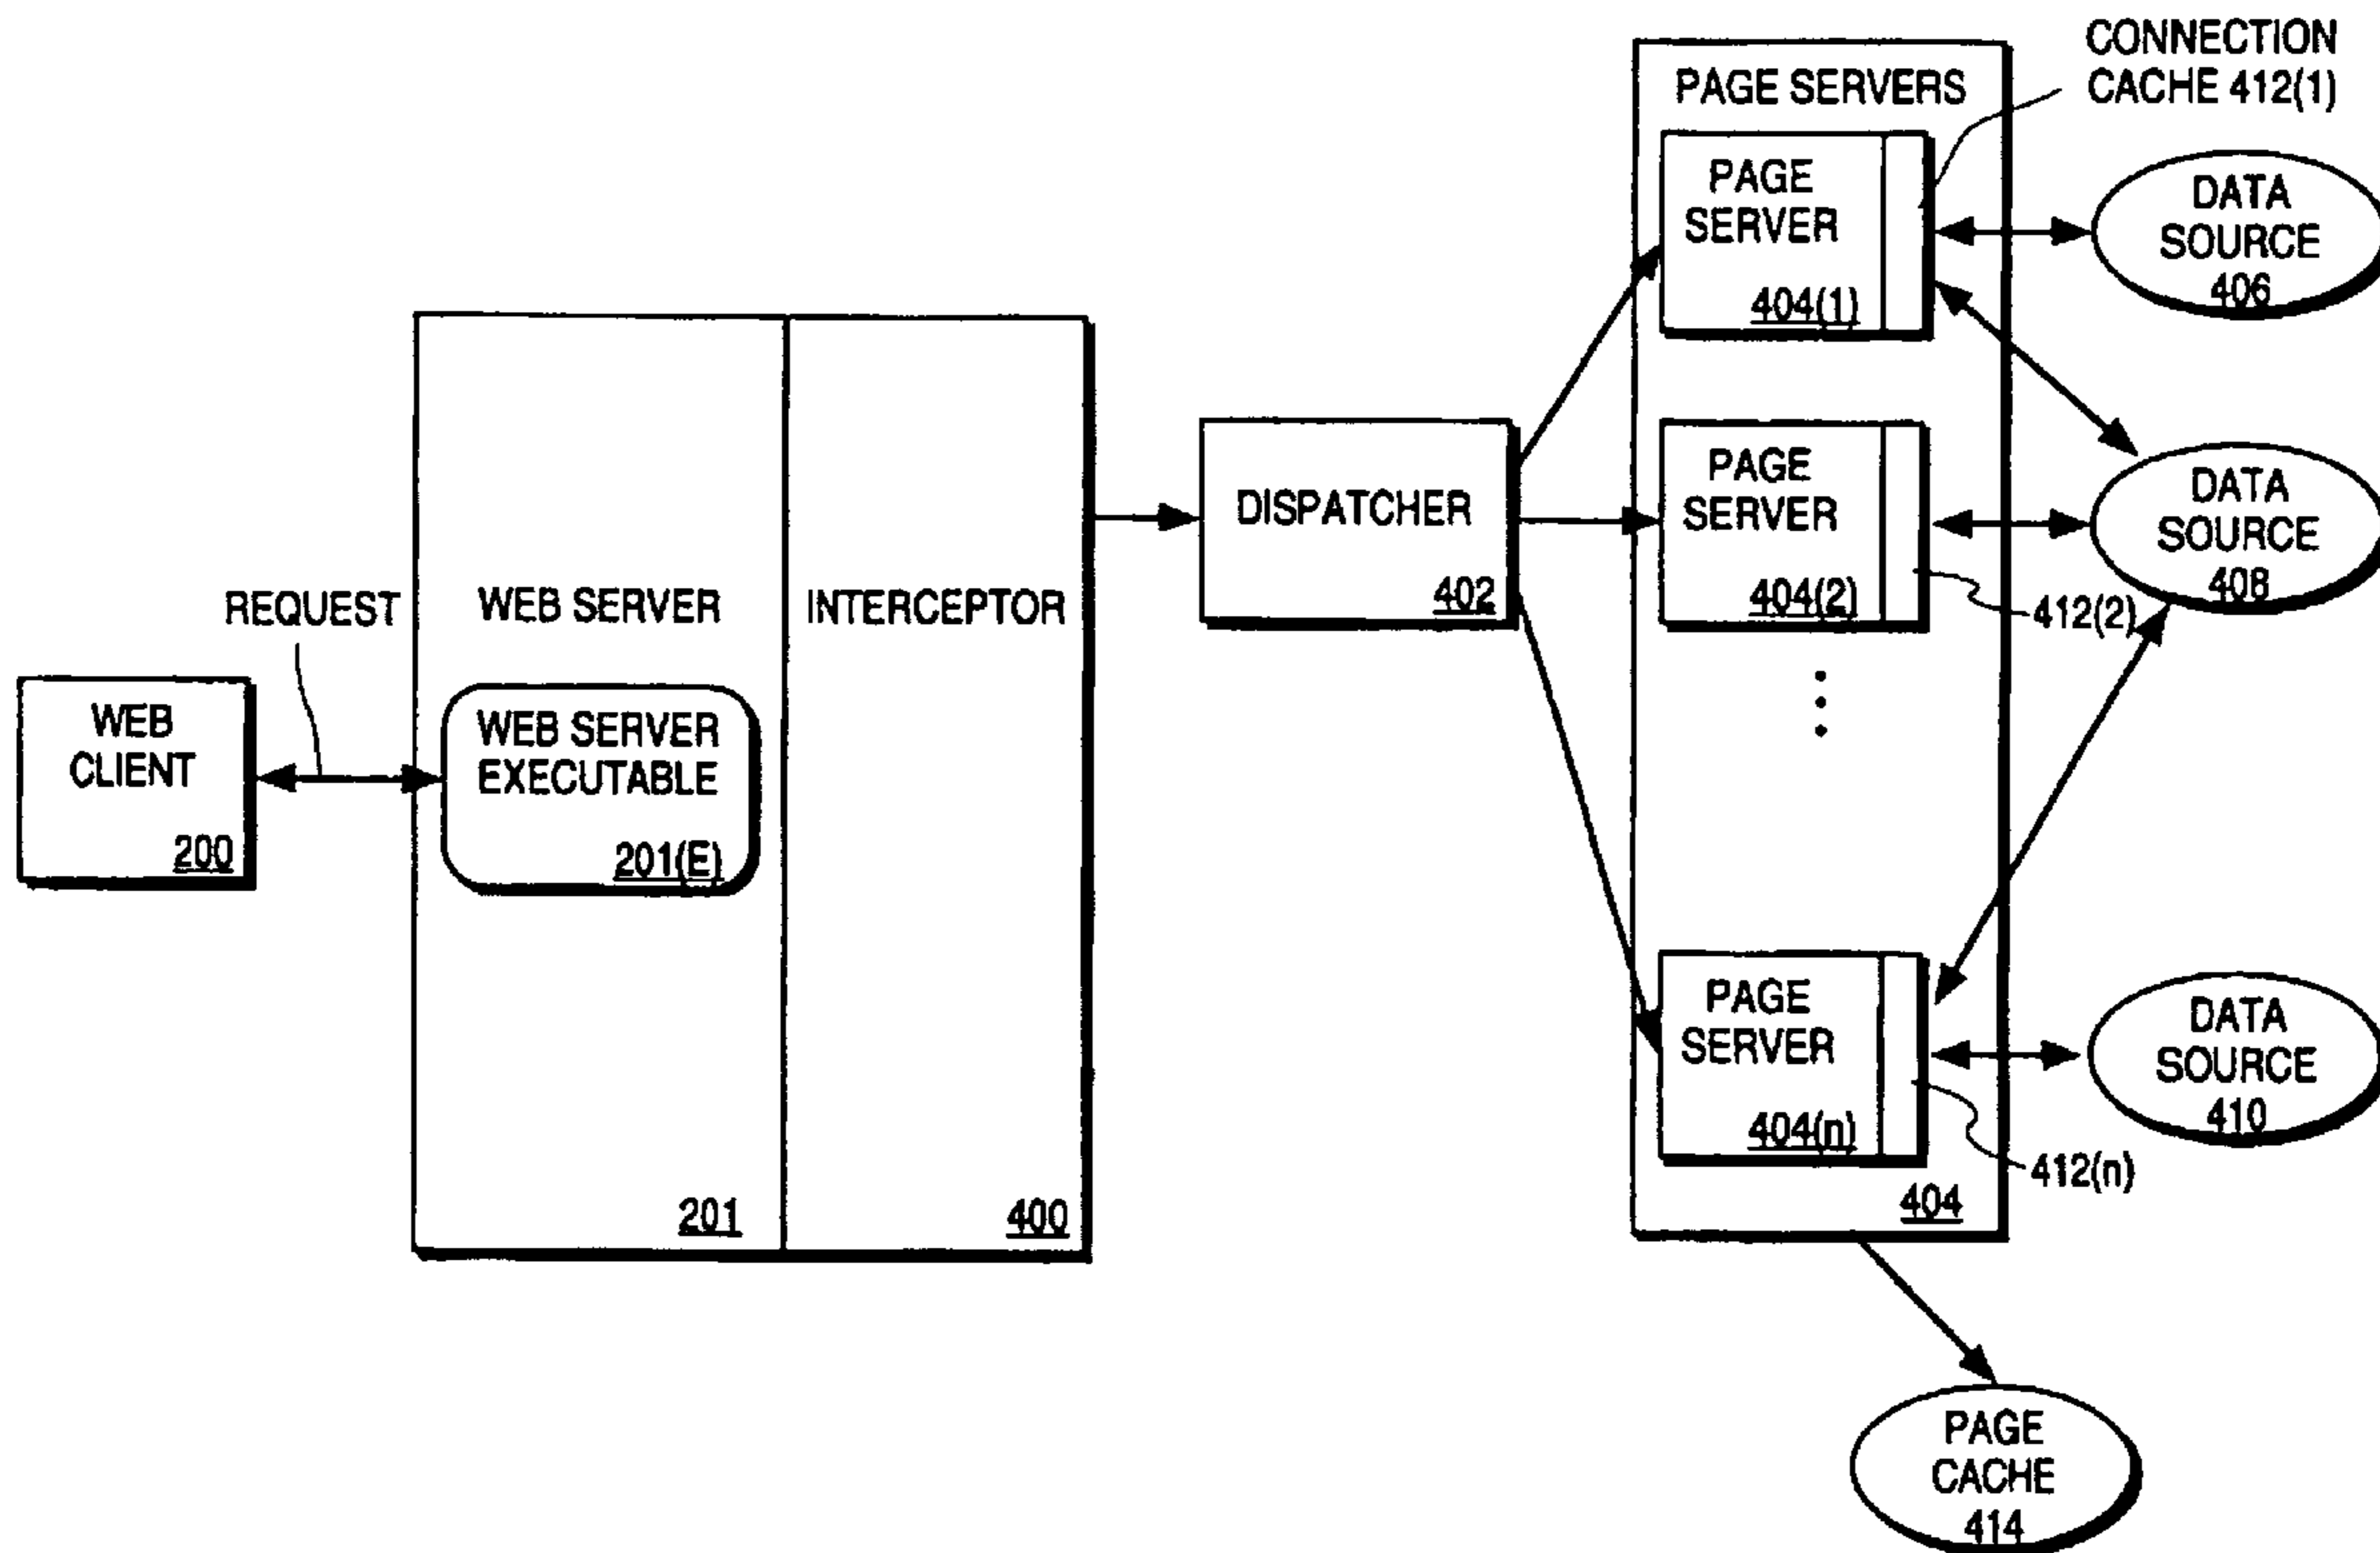 CONNECTION
CACHE 412(1)
PAGE SERVERS
PAGE
SERVER
404(1)
DATA
SOURCE
406
PAGE
SERVER
404(2)
412(2)
DATA
SOURCE
408
DISPATCHER
402
REQUEST
WEB SERVER
INTERCEPTOR
WEB
CLIENT
200
WEB SERVER
EXECUTABLE
201(E)
201
400
PAGE
SERVER
404(n)
412(n)
404
DATA
SOURCE
410
PAGE
CACHE
414